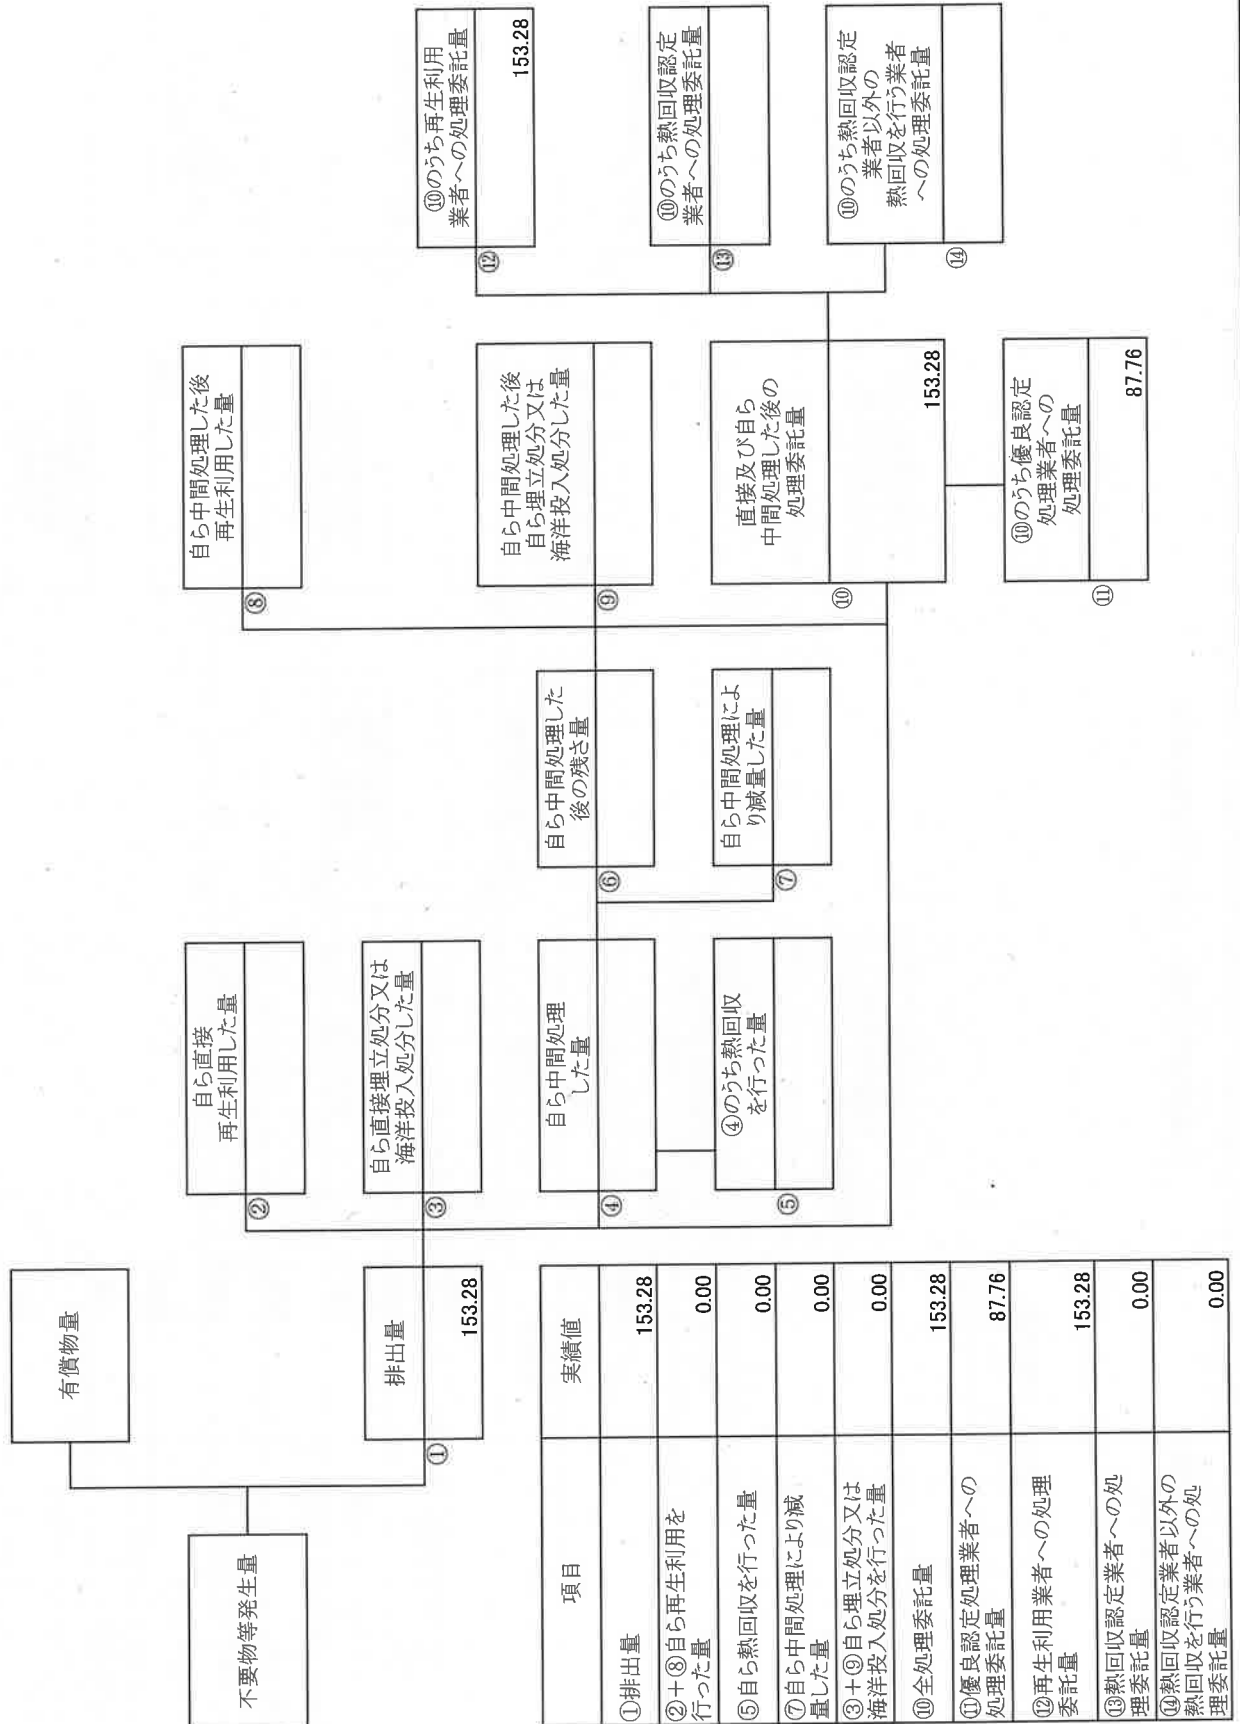 不要物等発生量
有償物量
①
排出量
153.28
②
自ら直接
再生利用した量
③
自ら直接埋立処分又は
海洋投入処分した量
④
自ら中間処理
した量
⑤
④のうち熱回収
を行った量
⑥
自ら中間処理した
後の残さ量
⑦
自ら中間処理によ
り減量した量
⑧
自ら中間処理した後
再生利用した量
⑨
自ら中間処理した後
自ら埋立処分又は
海洋投入処分した量
⑩
直接及び自ら
中間処理した後の
処理委託量
153.28
⑪
⑩のうち優良認定
処理業者への
処理委託量
87.76
⑫
⑩のうち再生利用
業者への処理委託量
153.28
⑬
⑩のうち熱回収認定
業者への処理委託量
⑭
⑩のうち熱回収認定
業者以外の
熱回収を行う業者
への処理委託量
項目
実績値
①排出量
153.28
②+⑧自ら再生利用を
行った量
0.00
⑤自ら熱回収を行った量
0.00
⑦自ら中間処理により減
量した量
0.00
③+⑨自ら埋立処分又は
海洋投入処分を行った量
0.00
⑩全処理委託量
153.28
⑪優良認定処理業者への
処理委託量
87.76
⑫再生利用業者への処理
委託量
153.28
⑬熱回収認定業者への処
理委託量
0.00
⑭熱回収認定業者以外の
熱回収を行う業者への処
理委託量
0.00